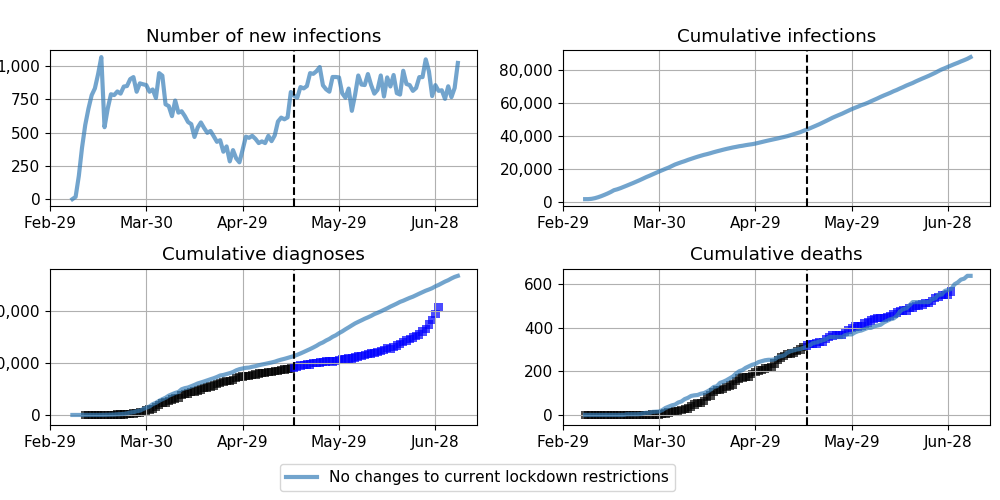 Number of new infections
Cumulative infections
1,000
750
500
250
0
Feb-29 Mar-30 Apr-29 May-29 Jun-28
80,000
60,000
40,000
20,000
0
Feb-29 Mar-30 Apr-29 May-29 Jun-28
Cumulative diagnoses
Cumulative deaths
0,000
0,000
0
Feb-29 Mar-30 Apr-29 May-29 Jun-28
600
400
200
0
Feb-29 Mar-30 Apr-29 May-29 Jun-28
No changes to current lockdown restrictions